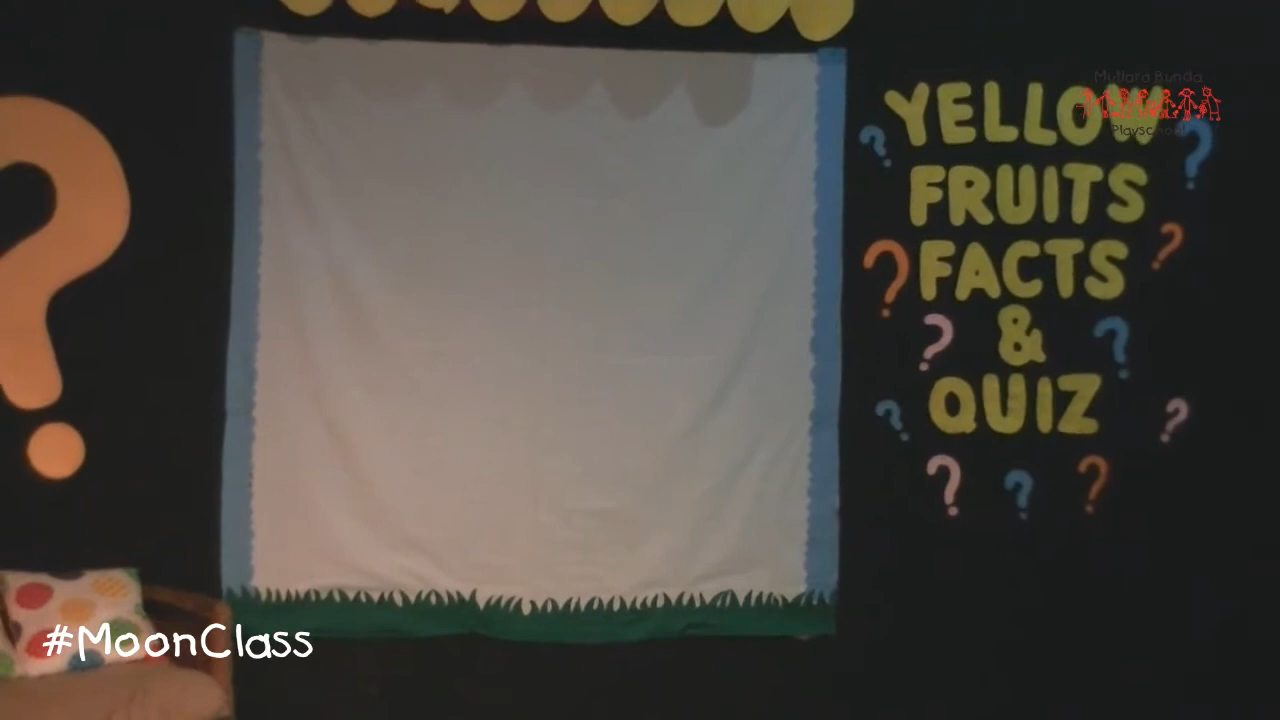 Mutiara Bunda
Playschool
YELLOW
FRUITS
FACTS
&
QUIZ
#MoonClass